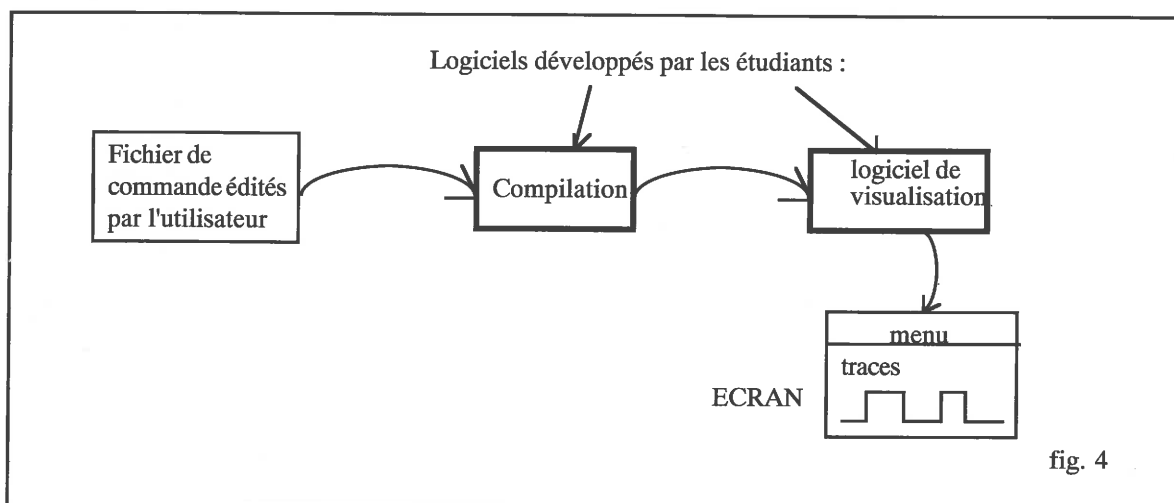 Logiciels développés par les étudiants :
Fichier de
commande édités
par l'utilisateur
Compilation
logiciel de
visualisation
menu
traces
ECRAN
fig. 4